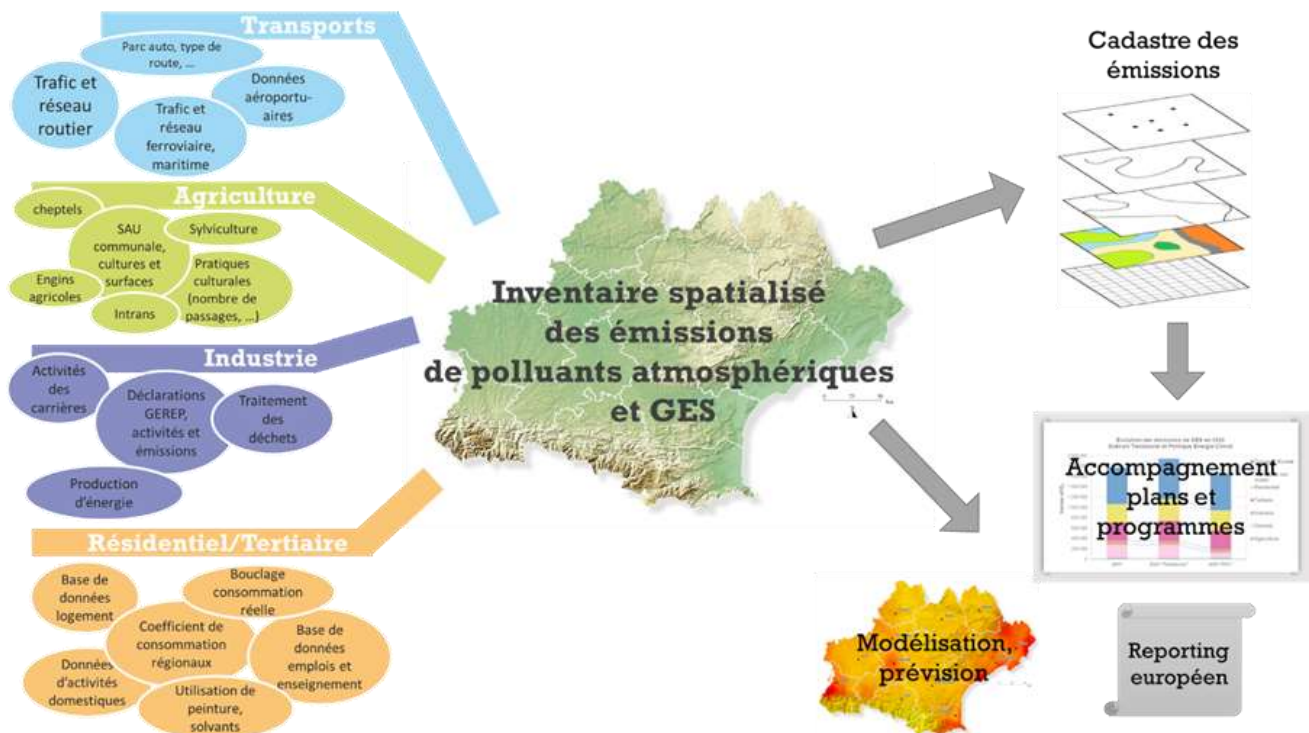 Transports
Parc auto, type de
route, ...
Trafic et
réseau
routier
Données
aéroportu-
aires
Trafic et
réseau
ferroviaire,
maritime
Agriculture
cheptels
SAU
communale,
cultures et
surfaces
Sylviculture
Engins
agricoles
Pratiques
culturales
(nombre de
passages, ...)
Intrans
Industrie
Activités
des
carrières
Déclarations
GEREP,
activités et
émissions
Traitement
des
déchets
Production
d'énergie
Résidentiel/Tertiaire
Base de
données
logement
Bouclage
consommation
réelle
Coefficient de
consommation
régionaux
Base de
données
emplois et
enseignement
Données
d'activités
domestiques
Utilisation de
peinture,
solvants
Inventaire spatialisé
des émissions
de polluants atmosphériques
et GES
Cadastre des
émissions
Accompagnement
plans et
programmes
Modélisation,
prévision
Reporting
européen